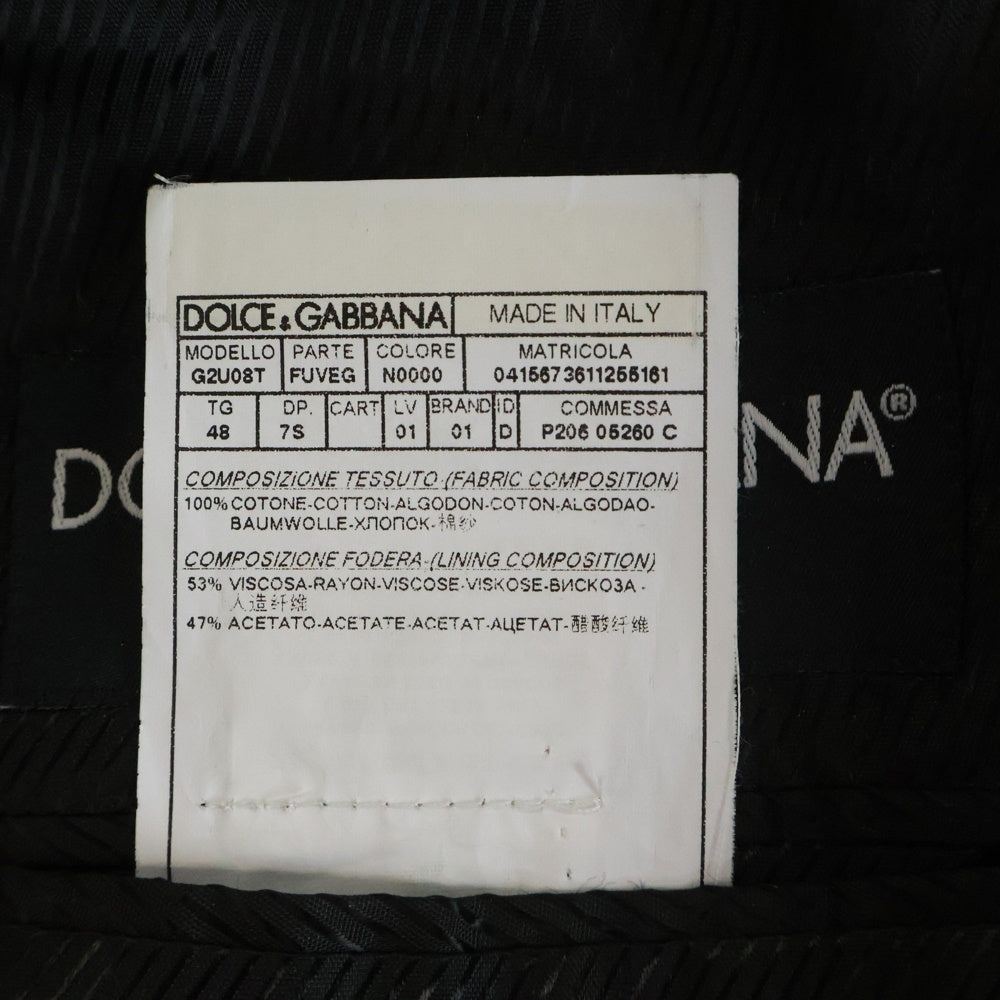 DOLCE & GABBANA MADE IN ITALY
MODELLO PARTE COLORE MATRICOLA
G2U08T FUVEG N0000 0415673611255161
TG DP. CART LV BRAND ID COMMESSA
48 7S 01 01 D P206 05260 C
COMPOSIZIONE TESSUTO-(FABRIC COMPOSITION)
100% COTONE-COTTON-ALGODON-COTON-ALGODAO-
BAUMWOLLE-ХЛОПОК-棉纱
COMPOSIZIONE FODERA-(LINING COMPOSITION)
53% VISCOSA-RAYON-VISCOSE-VISKOSE-ВИСКОЗА-
人造纤维
47% ACETATO-ACETATE-ACETAT-АЦЕТАТ-醋酸纤维
DO NA®